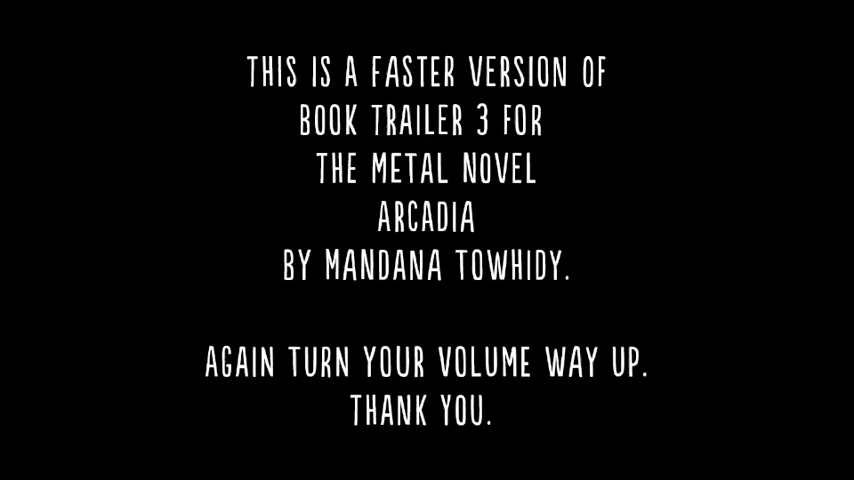 THIS IS A FASTER VERSION OF
BOOK TRAILER 3 FOR
THE METAL NOVEL
ARCADIA
BY MANDANA TOWHIDY.
AGAIN TURN YOUR VOLUME WAY UP.
THANK YOU.